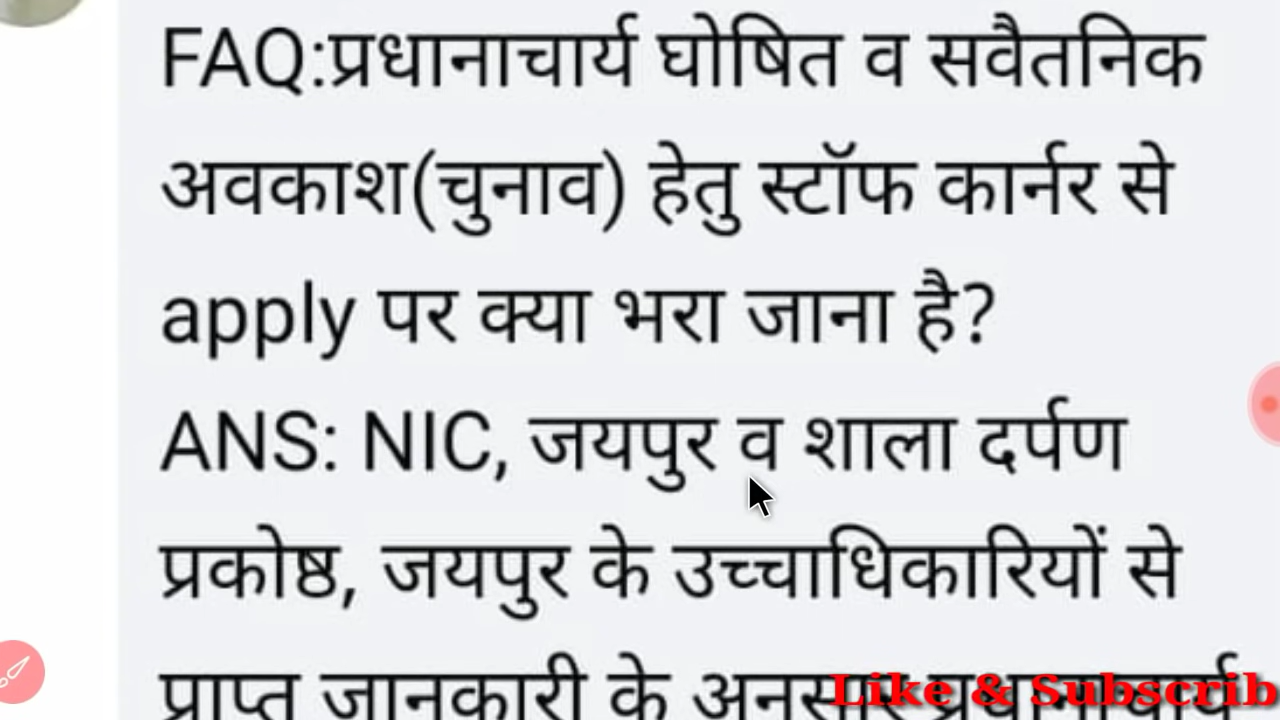 FAQ:प्रधानाचार्य घोषित व सवैतनिक
अवकाश(चुनाव) हेतु स्टॉफ कार्नर से
apply पर क्या भरा जाना है?
ANS: NIC, जयपुर व शाला दर्पण
प्रकोष्ठ, जयपुर के उच्चाधिकारियों से
प्राप्त जानकारी के अनुसार
Like & Subscrib